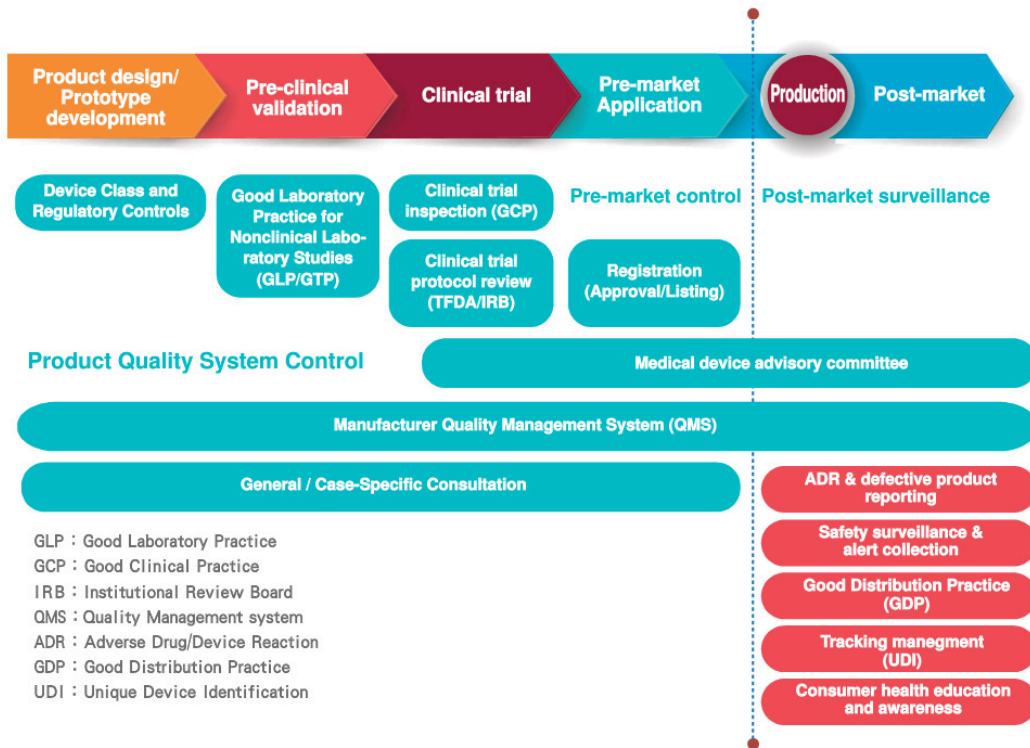 Product design/
Prototype
development
Pre-clinical
validation
Clinical trial
Pre-market
Application
Production
Post-market
Device Class and
Regulatory Controls
Good Laboratory
Practice for
Nonclinical Labo-
ratory Studies
(GLP/GTP)
Clinical trial
inspection (GCP)
Clinical trial
protocol review
(TFDA/IRB)
Pre-market control
Registration
(Approval/Listing)
Post-market surveillance
Product Quality System Control
Medical device advisory committee
Manufacturer Quality Management System (QMS)
General / Case-Specific Consultation
ADR & defective product
reporting
Safety surveillance &
alert collection
Good Distribution Practice
(GDP)
Tracking manegment
(UDI)
Consumer health education
and awareness
GLP：Good Laboratory Practice
GCP：Good Clinical Practice
IRB：Institutional Review Board
QMS：Quality Management system
ADR：Adverse Drug/Device Reaction
GDP：Good Distribution Practice
UDI：Unique Device Identification